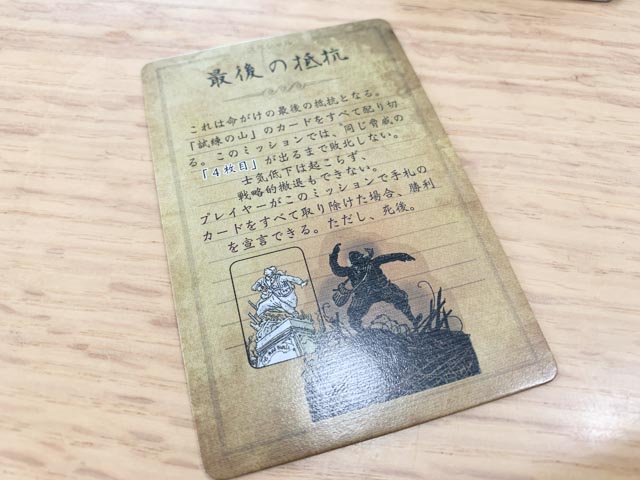 最後の抵抗
これは命がけの最後の抵抗となる。
「試練の山」のカードをすべて配り切
る。このミッションでは、同じ脅威の
「4枚目」が出るまで敗北しない。
士気低下は起こらず、
戦略的撤退もできない。
プレイヤーがこのミッションで手札の
カードをすべて取り除けた場合、勝利
を宣言できる。ただし、死後。